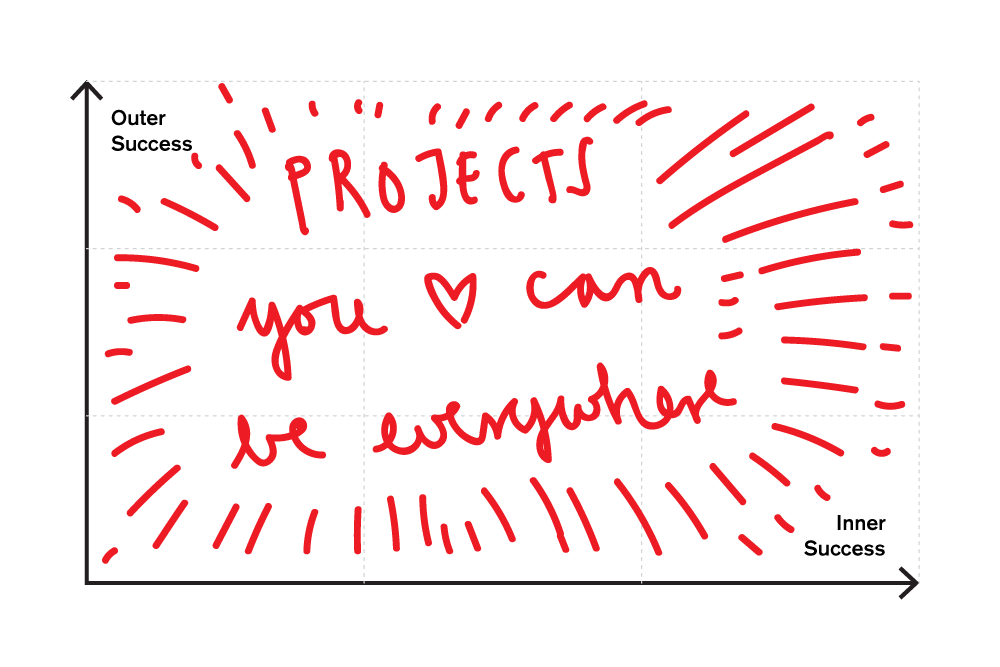 Outer
Success
PROJECTS
you ♡ can
be everywhere
Inner
Success